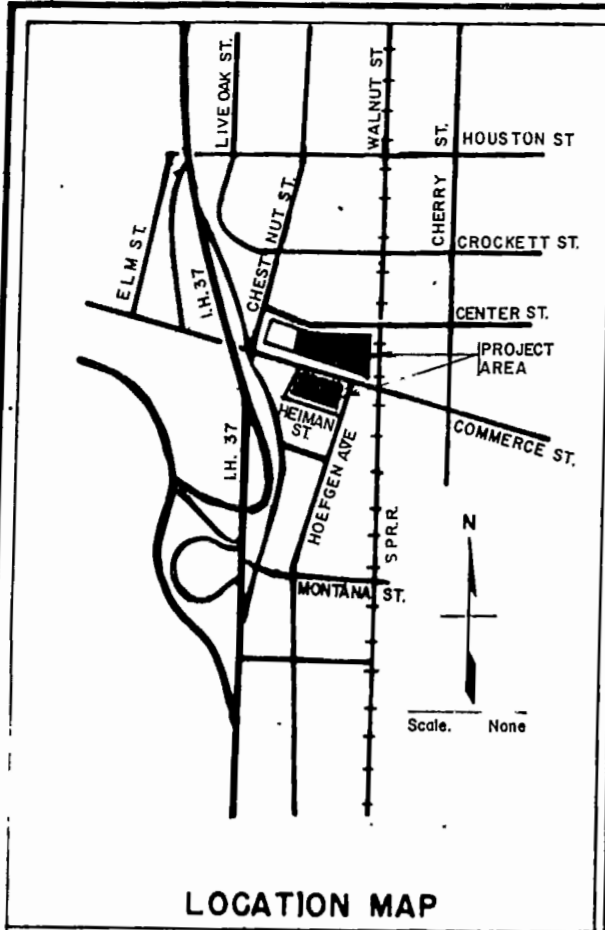 LIVE OAK ST.
WALNUT ST.
ST.
HOUSTON ST
CHERRY
CHESTNUT ST.
CROCKETT ST.
ELM ST.
I.H. 37
CENTER ST.
PROJECT
AREA
HEIMAN
ST.
COMMERCE ST.
I.H. 37
HOEFGEN AVE
S.P.R.R.
N
MONTANA ST.
Scale. None
LOCATION MAP